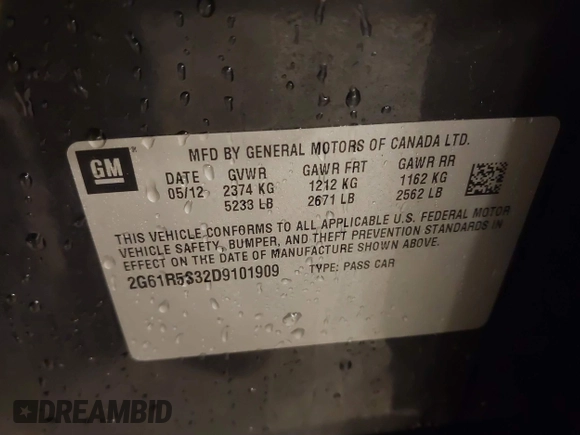 GM
®
MFD BY GENERAL MOTORS OF CANADA LTD.
DATE GVWR GAWR FRT GAWR RR
05/12 2374 KG 1212 KG 1162 KG
5233 LB 2671 LB 2562 LB
THIS VEHICLE CONFORMS TO ALL APPLICABLE U.S. FEDERAL MOTOR
VEHICLE SAFETY, BUMPER, AND THEFT PREVENTION STANDARDS IN
EFFECT ON THE DATE OF MANUFACTURE SHOWN ABOVE.
2G61R5S32D9101909 TYPE: PASS CAR
DREAMBID